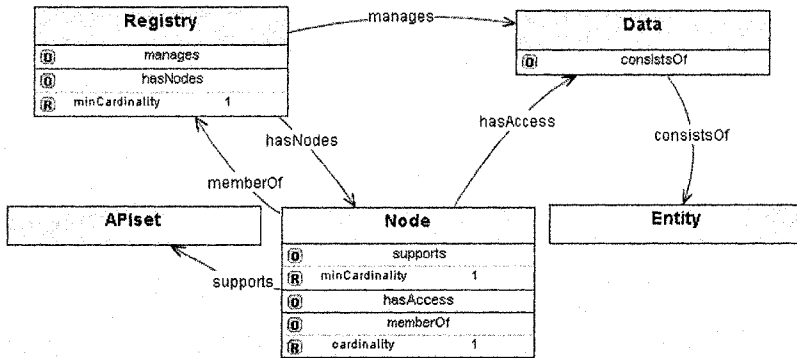 manages
Registry
O manages
O hasNodes
R minCardinality 1
Data
O consistsOf
hasNodes
hasAccess
consistsOf
memberOf
APIset
supports
Node
O supports
R minCardinality 1
O hasAccess
O memberOf
R cardinality 1
Entity